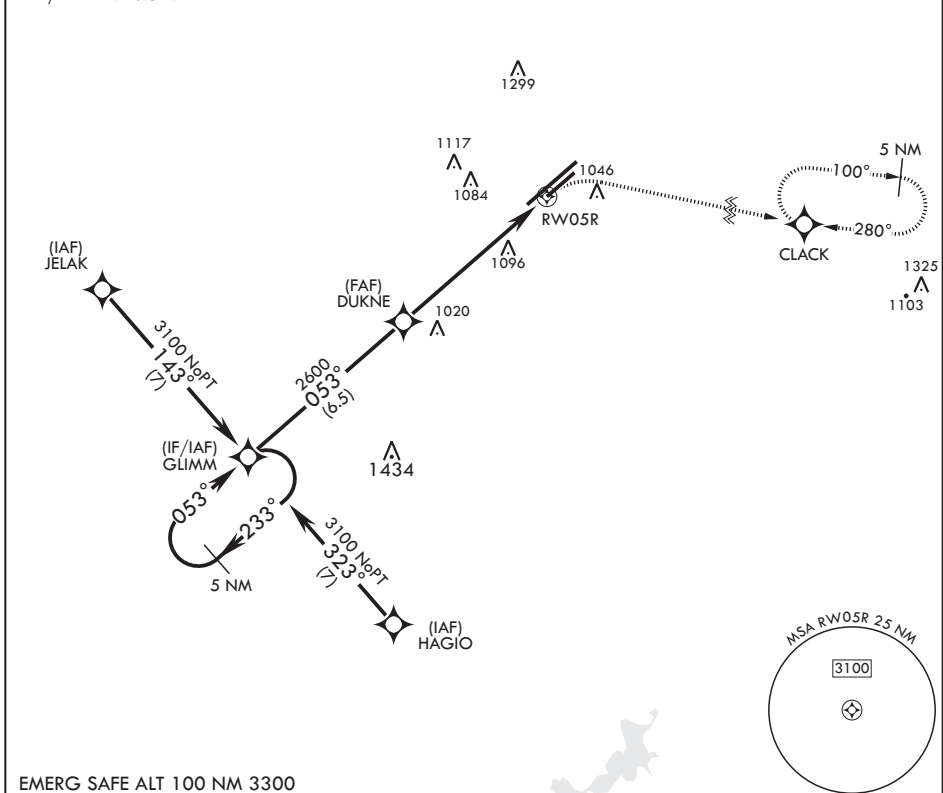 1299
1117
1084
1046
RW05R
1096
5 NM
100°
280°
CLACK
1325
1103
(IAF)
JELAK
(FAF)
DUKNE
1020
3100 NoPT
143°
(7)
2600
053°
(6.5)
(IF/IAF)
GLIMM
1434
053°
233°
5 NM
3100 NoPT
323°
(7)
(IAF)
HAGIO
MSA RW05R 25 NM
3100
EMERG SAFE ALT 100 NM 3300